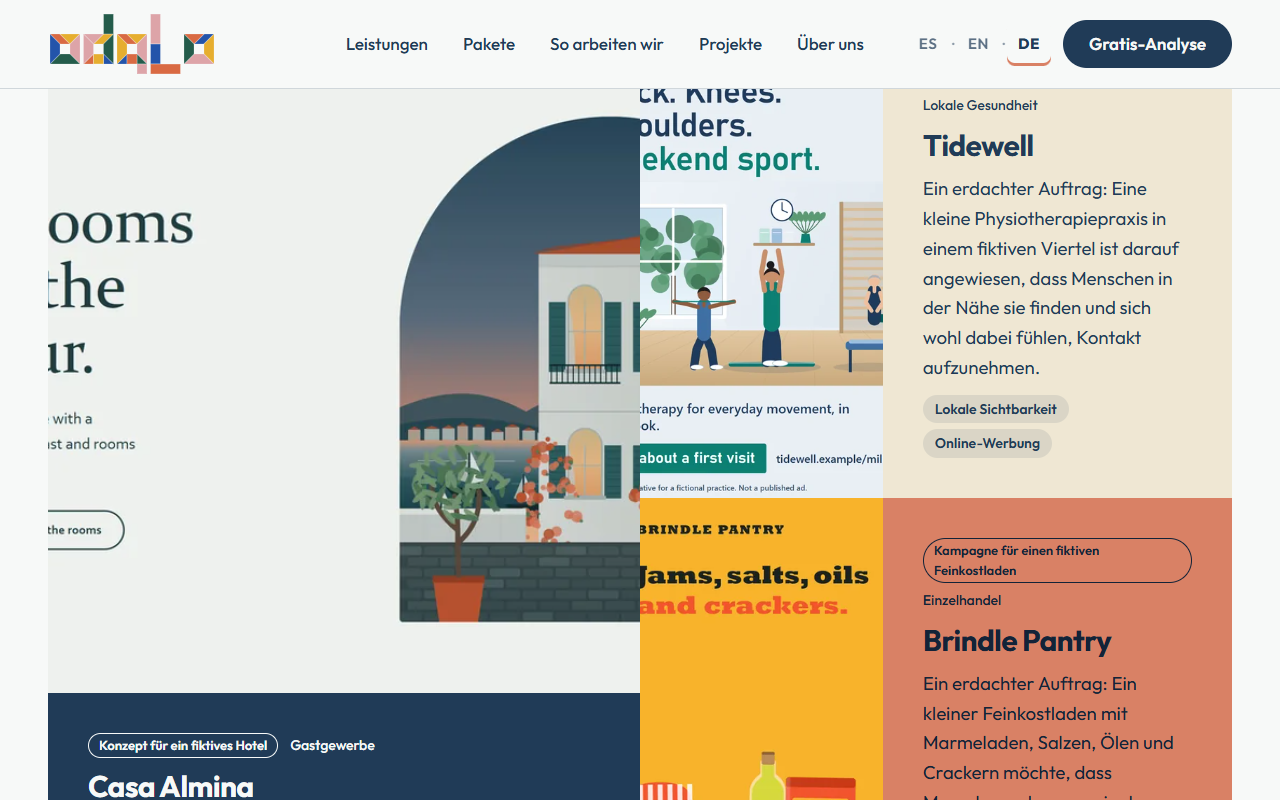 odalo
Leistungen
Pakete
So arbeiten wir
Projekte
Über uns
ES · EN · DE
Gratis-Analyse
ooms
the
ur.
with a
ast and rooms
the rooms
Konzept für ein fiktives Hotel
Gastgewerbe
Casa Almina
ck. Knees.
oulders.
ekend sport.
herapy for everyday movement, in
ok.
about a first visit
tidewell.example/mil
ative for a fictional practice. Not a published ad.
Lokale Gesundheit
Tidewell
Ein erdachter Auftrag: Eine
kleine Physiotherapiepraxis in
einem fiktiven Viertel ist darauf
angewiesen, dass Menschen in
der Nähe sie finden und sich
wohl dabei fühlen, Kontakt
aufzunehmen.
Lokale Sichtbarkeit
Online-Werbung
BRINDLE PANTRY
Jams, salts, oils
and crackers.
Kampagne für einen fiktiven
Feinkostladen
Einzelhandel
Brindle Pantry
Ein erdachter Auftrag: Ein
kleiner Feinkostladen mit
Marmeladen, Salzen, Ölen und
Crackern möchte, dass